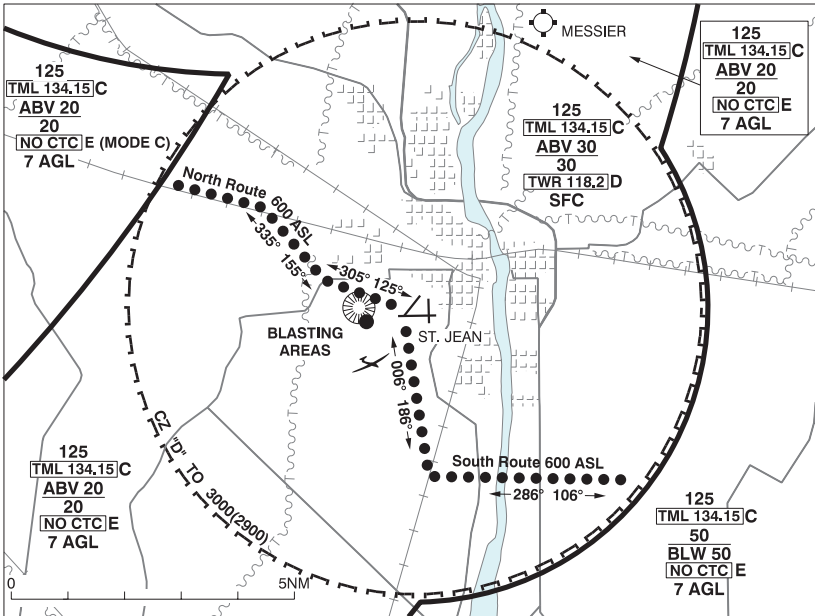 MESSIER
125
TML 134.15 C
ABV 20
20
NO CTC E (MODE C)
7 AGL
125
TML 134.15 C
ABV 20
20
NO CTC E
7 AGL
125
TML 134.15 C
ABV 30
30
TWR 118.2 D
SFC
North Route 600 ASL
335° 155°
305° 125°
BLASTING
AREAS
ST. JEAN
006° 186°
South Route 600 ASL
286° 106°
CZ "D" TO 3000(2900)
125
TML 134.15 C
ABV 20
20
NO CTC E
7 AGL
125
TML 134.15 C
50
BLW 50
NO CTC E
7 AGL
0 5NM